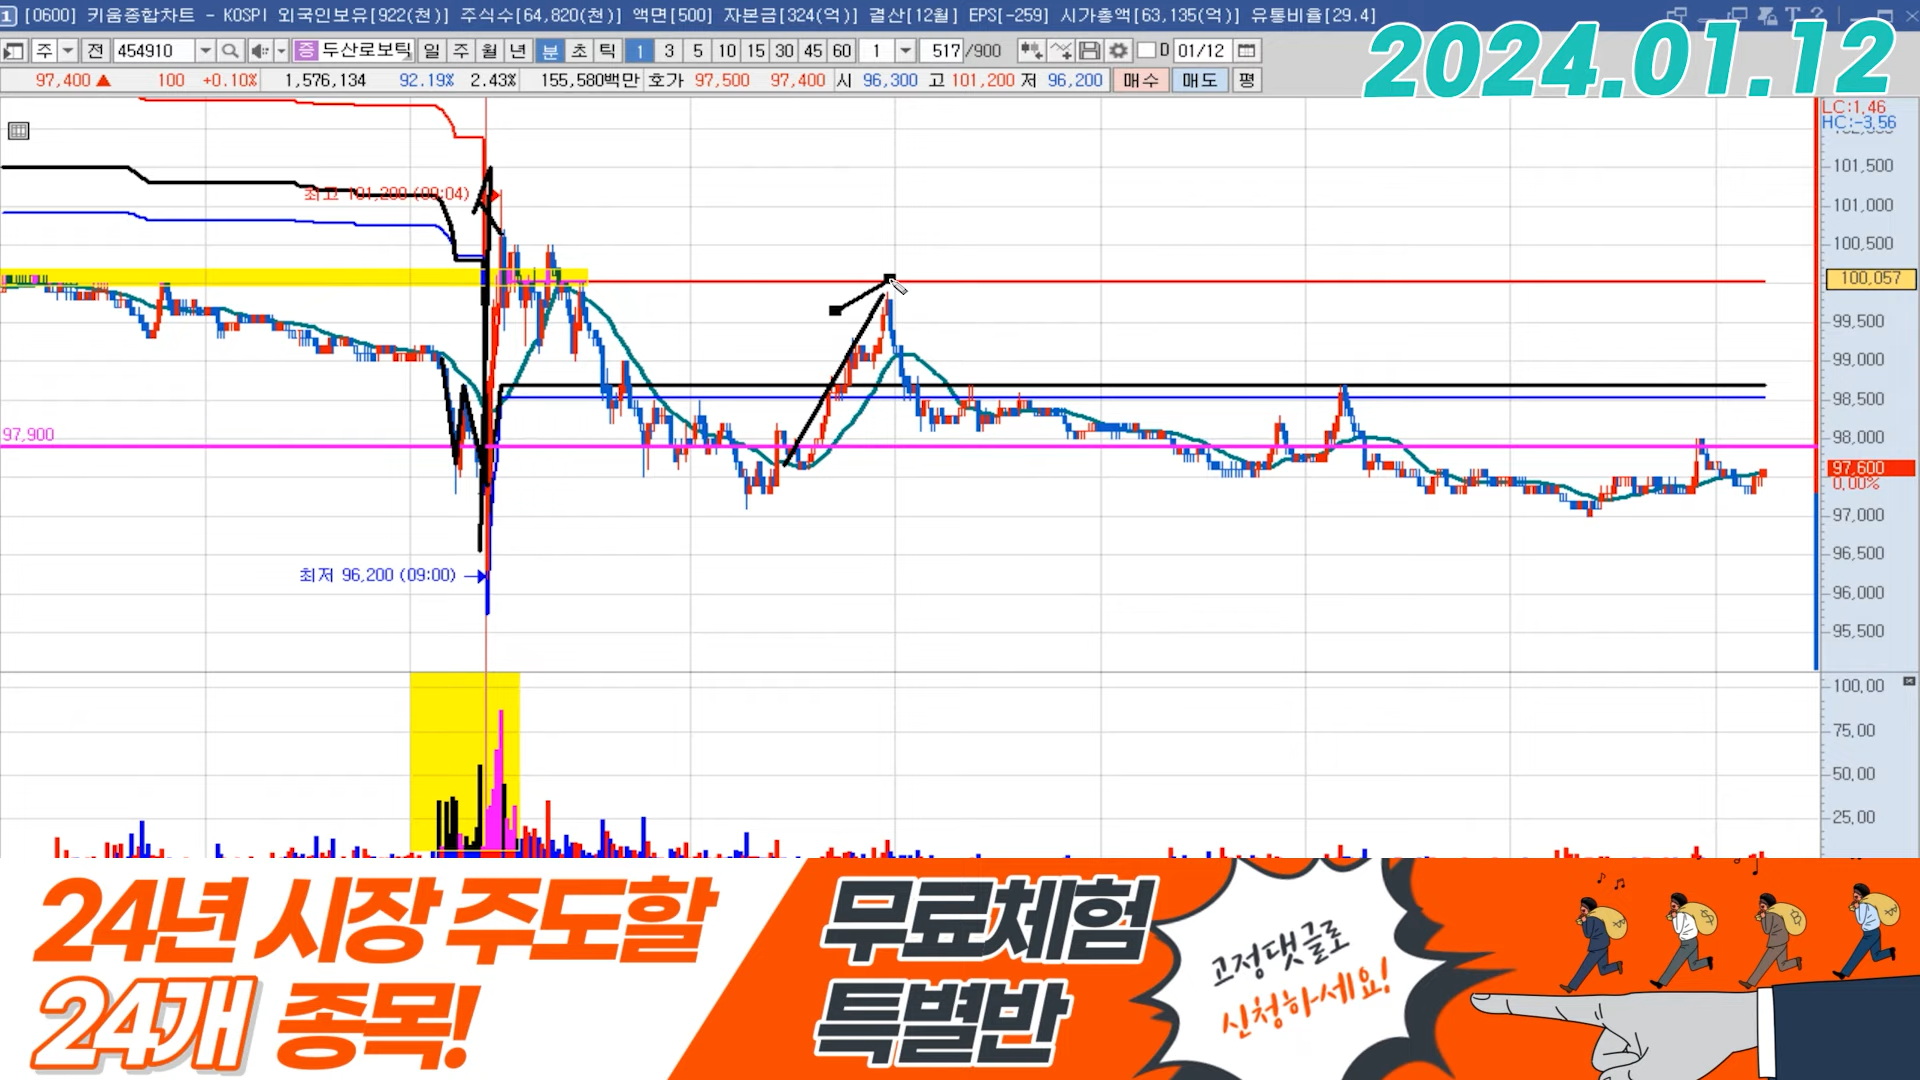 [0600] 키움종합차트 - KOSPI 외국인보유[922(천)] 주식수[64,820(천)] 액면[500] 자본금[324(억)] 결산[12월] EPS[-259] 시가총액[63,135(억)] 유통비율[29.4]
주 전 454910 증 두산로보틱 일 주 월 년 분 초 틱 1 3 5 10 15 30 45 60 1 517 /900 D 01/12
2024.01.12
97,400 ▲ 100 +0.10% 1,576,134 92.19% 2.43% 155,580백만 호가 97,500 97,400 시 96,300 고 101,200 저 96,200 매수 매도 평
LC:1,46
HC:-3,56
101,500
최고 101,200 (09:04)
101,000
100,500
100,057
99,500
99,000
98,500
97,900
98,000
97,600
0,00%
97,000
96,500
최저 96,200 (09:00)
96,000
95,500
100,00
75,00
50,00
25,00
24년 시장 주도할
24개 종목!
무료체험
특별반
고정댓글로
신청하세요!